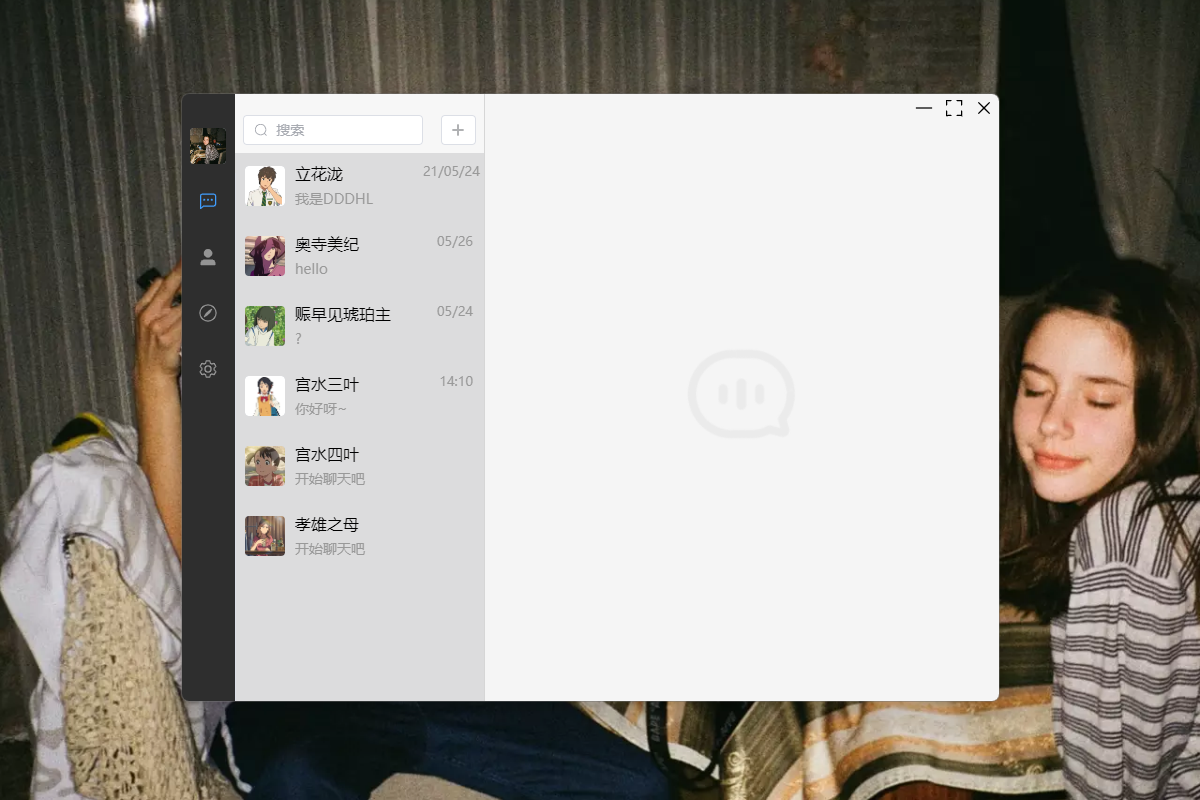 搜索
立花泷 21/05/24
我是DDDHL
奥寺美纪 05/26
hello
赈早见琥珀主 05/24
?
宫水三叶 14:10
你好呀~
宫水四叶
开始聊天吧
孝雄之母
开始聊天吧